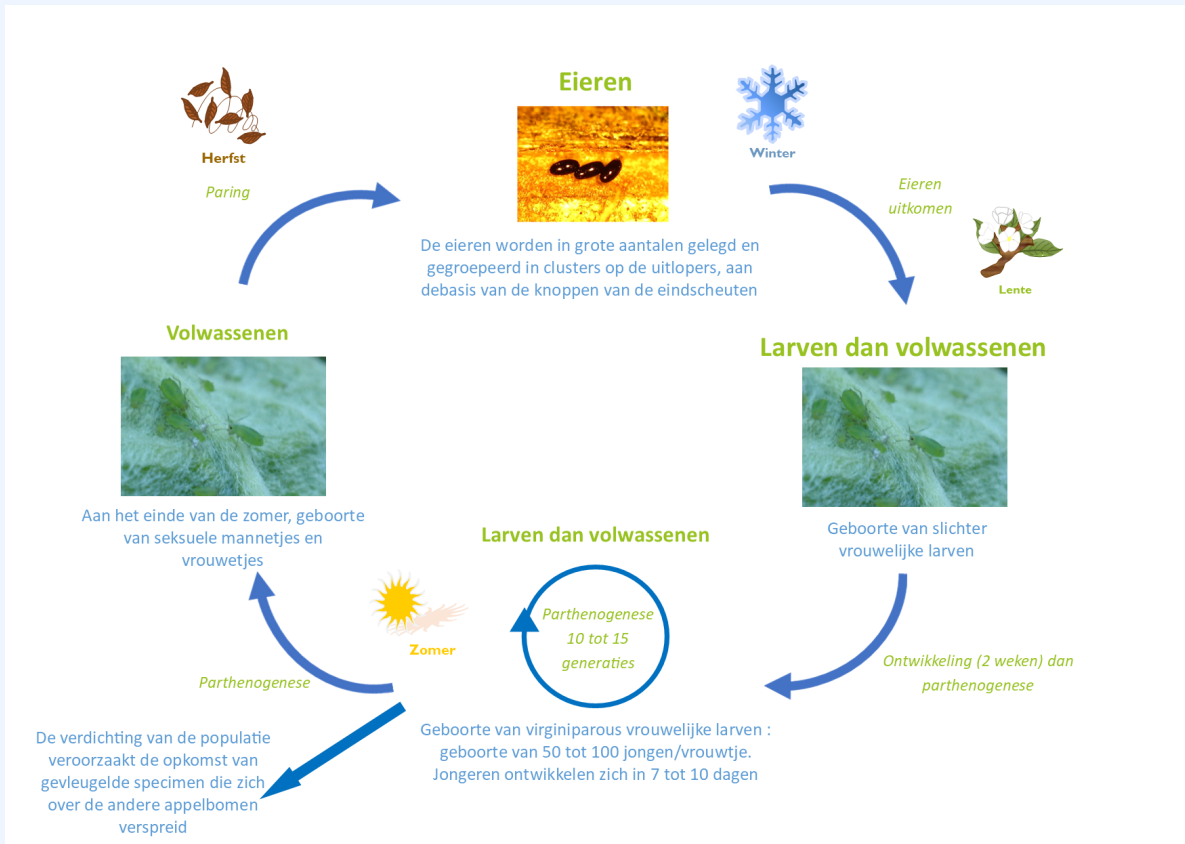 Eieren
Herfst
Winter
Paring
Eieren
uitkomen
De eieren worden in grote aantalen gelegd en
gegroepeerd in clusters op de uitlopers, aan
debasis van de knoppen van de eindscheuten
Lente
Volwassenen
Larven dan volwassenen
Aan het einde van de zomer, geboorte
van seksuele mannetjes en
vrouwetjes
Geboorte van slichter
vrouwelijke larven
Larven dan volwassenen
Parthenogenese
10 tot 15
generaties
Zomer
Ontwikkeling (2 weken) dan
parthenogenese
Parthenogenese
Geboorte van virginiparous vrouwelijke larven :
geboorte van 50 tot 100 jongen/vrouwtje.
Jongeren ontwikkelen zich in 7 tot 10 dagen
De verdichting van de populatie
veroorzaakt de opkomst van
gevleugelde specimen die zich
over de andere appelbomen
verspreid